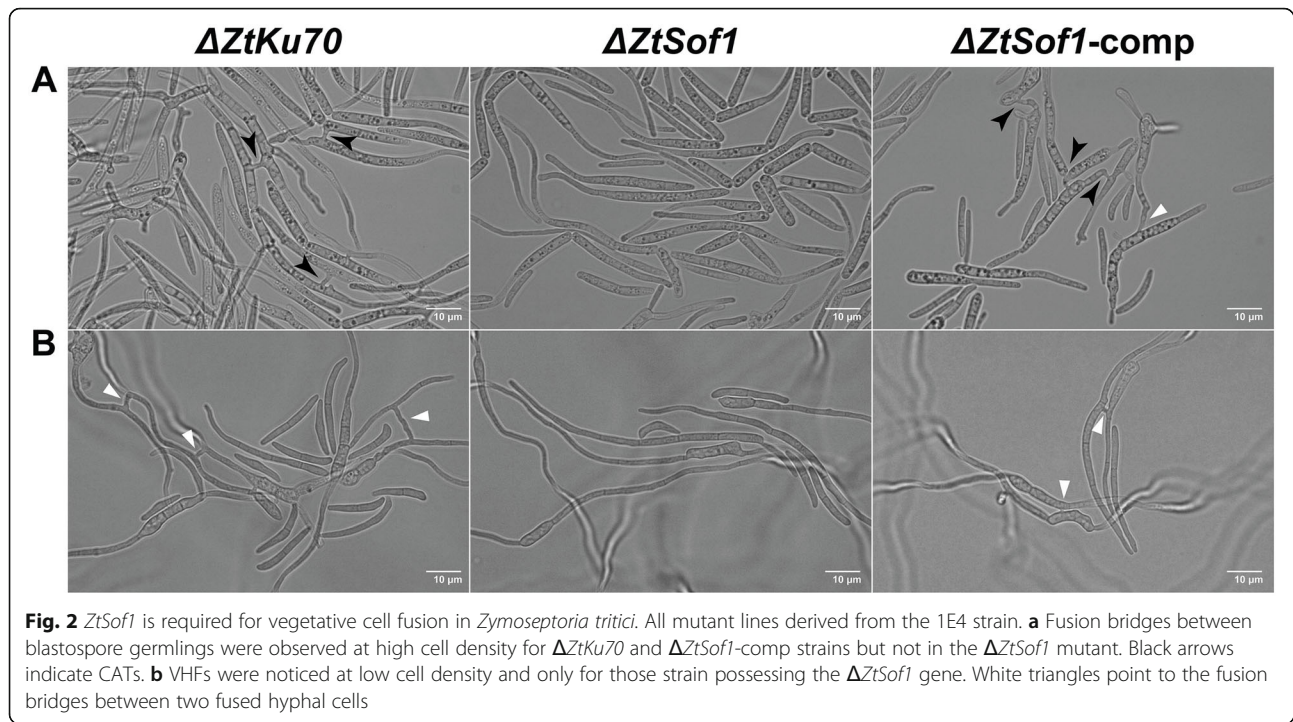 ΔZtKu70 ΔZtSof1 ΔZtSof1-comp
A
10 µm 10 µm 10 µm
B
10 µm 10 µm 10 µm
Fig. 2 ZtSof1 is required for vegetative cell fusion in Zymoseptoria tritici. All mutant lines derived from the 1E4 strain. a Fusion bridges between
blastospore germlings were observed at high cell density for ΔZtKu70 and ΔZtSof1-comp strains but not in the ΔZtSof1 mutant. Black arrows
indicate CATs. b VHFs were noticed at low cell density and only for those strain possessing the ΔZtSof1 gene. White triangles point to the fusion
bridges between two fused hyphal cells